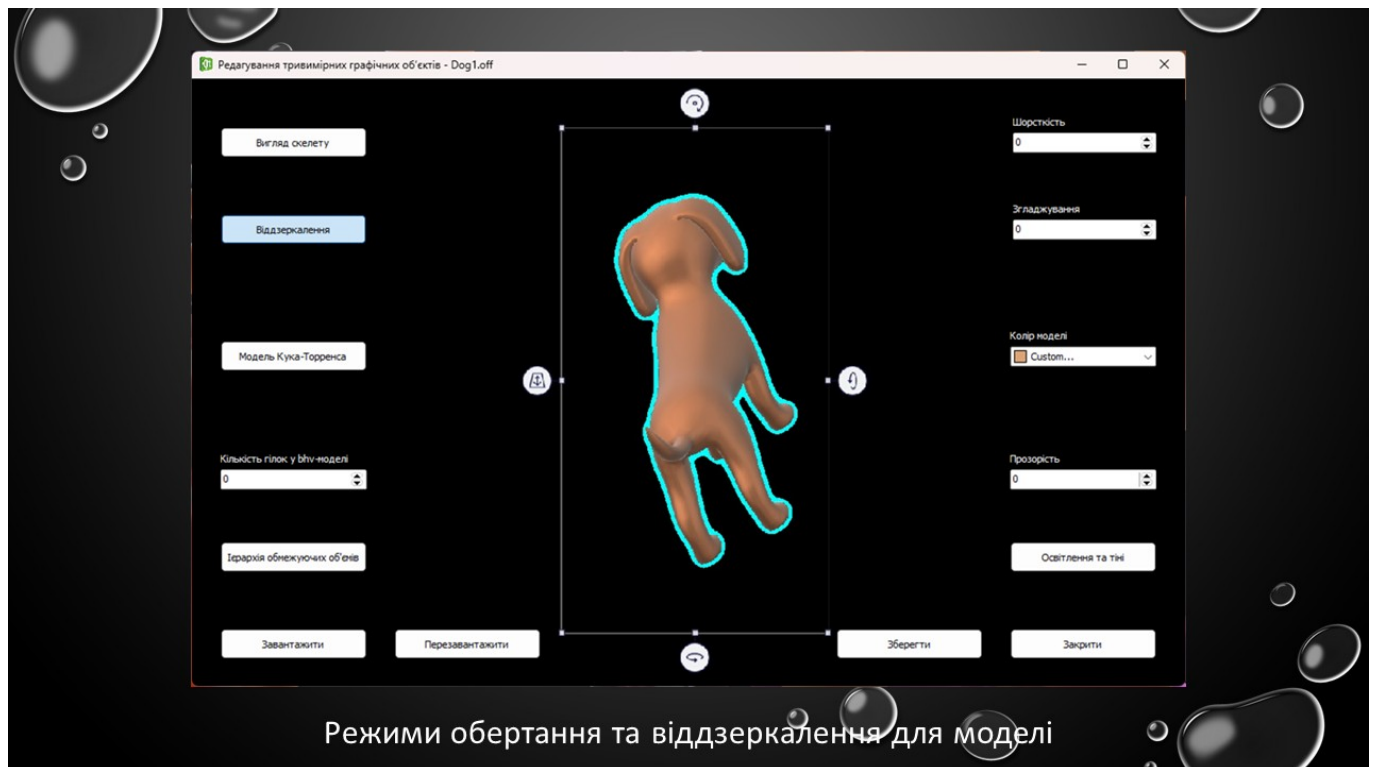 Редагування тривимірних графічних об'єктів - Dog1.off
Вигляд скелету
Віддзеркалення
Модель Кука-Торренса
Кількість гілок у bhv-моделі
0
Ієрархія обмежуючих об'ємів
Завантажити
Перезавантажити
Шорсткість
0
Згладжування
0
Колір моделі
Custom...
Прозорість
0
Освітлення та тіні
Зберегти
Закрити
Режими обертання та віддзеркалення для моделі